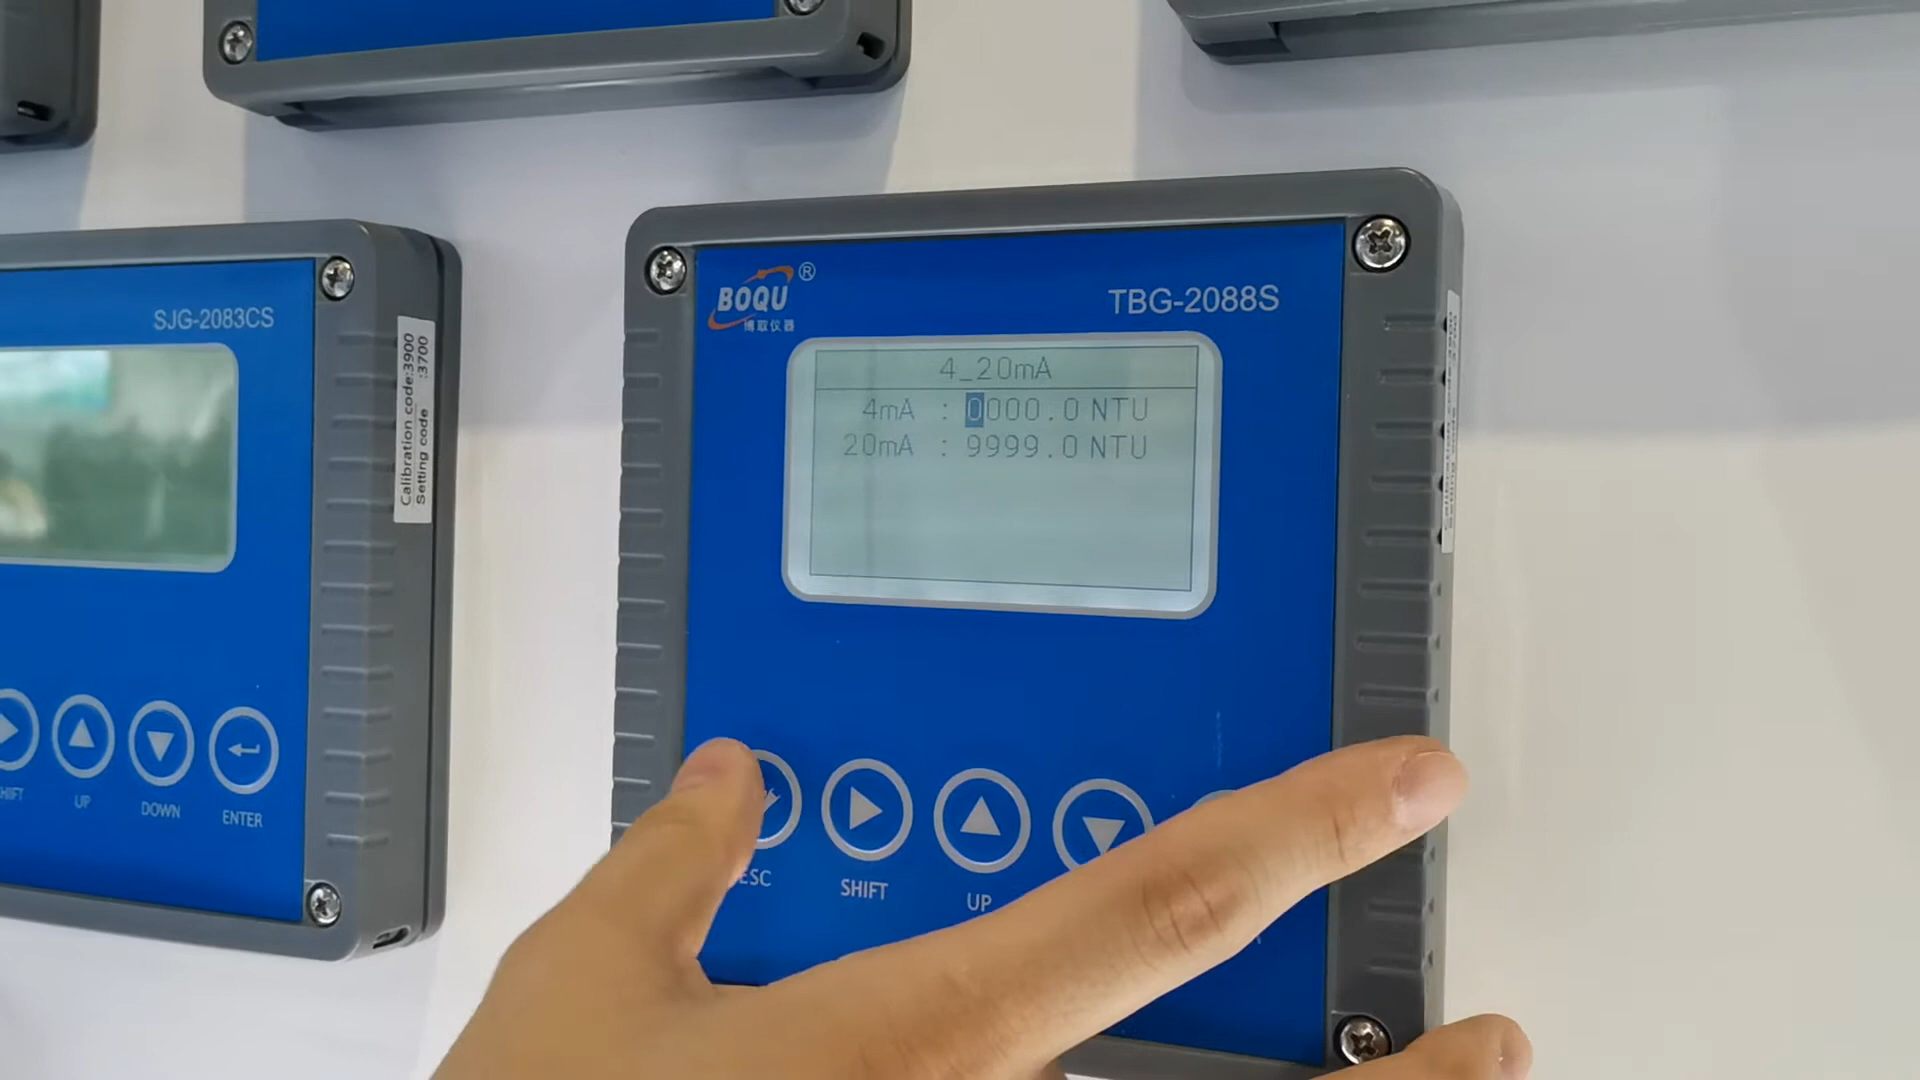 SJG-2083CS
Calibration code:3900
Setting code :3700
UP
DOWN
ENTER
BOQU ®
博取仪器
TBG-2088S
4_20mA
4mA : 0000.0 NTU
20mA : 9999.0 NTU
ESC
SHIFT
UP